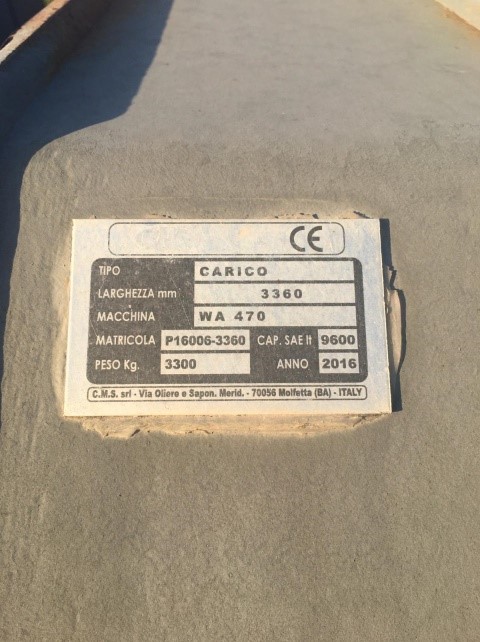 CE
TIPO CARICO
LARGHEZZA mm 3360
MACCHINA WA 470
MATRICOLA P16006-3360 CAP. SAE lt 9600
PESO Kg. 3300 ANNO 2016
C.M.S. srl - Via Oliere e Sapon. Merid. - 70056 Molfetta (BA) - ITALY